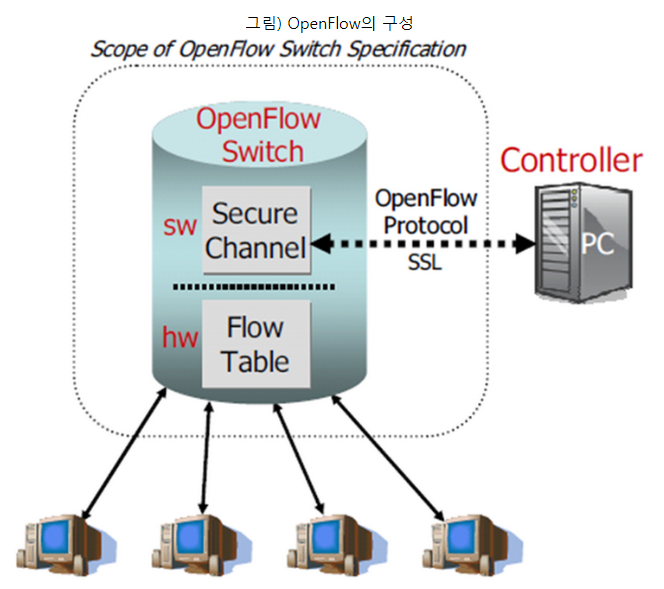 그림) OpenFlow의 구성
Scope of OpenFlow Switch Specification
OpenFlow
Switch
Controller
sw
Secure
Channel
OpenFlow
Protocol
SSL
PC
hw
Flow
Table